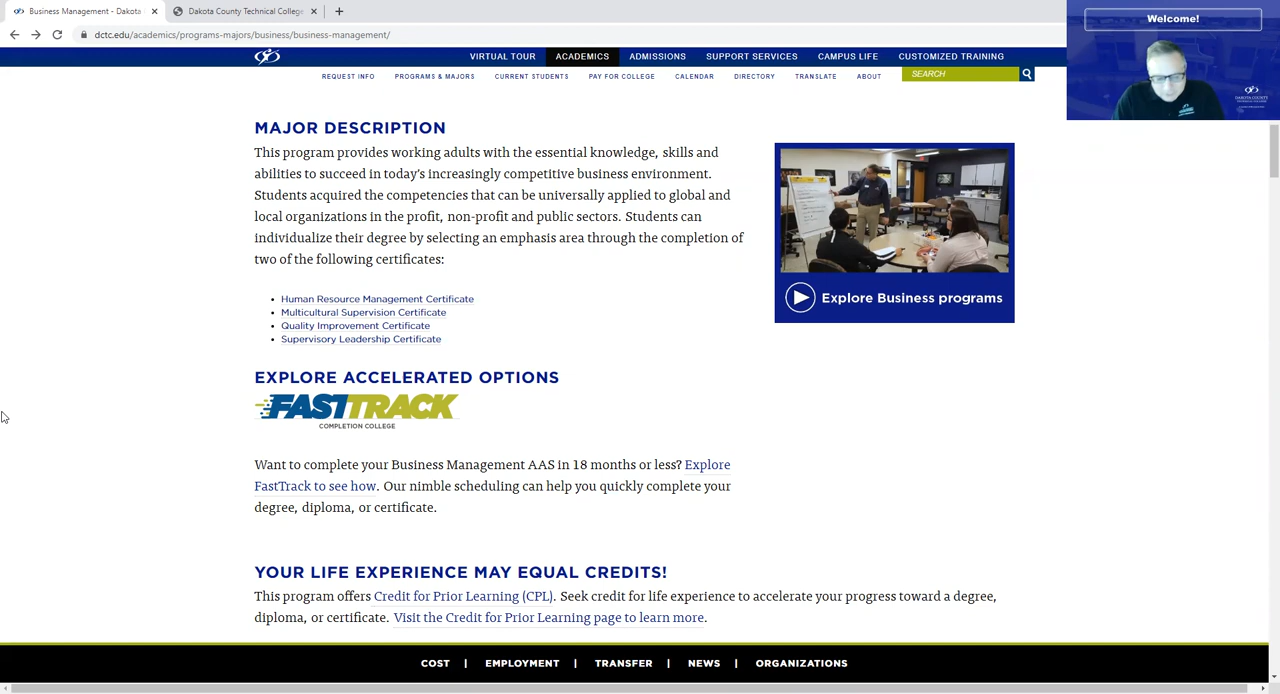 Business Management - Dakota
Dakota County Technical College
dctc.edu/academics/programs-majors/business/business-management/
Welcome!
VIRTUAL TOUR ACADEMICS ADMISSIONS SUPPORT SERVICES CAMPUS LIFE CUSTOMIZED TRAINING
REQUEST INFO PROGRAMS & MAJORS CURRENT STUDENTS PAY FOR COLLEGE CALENDAR DIRECTORY TRANSLATE ABOUT SEARCH
DAKOTA COUNTY
MAJOR DESCRIPTION
This program provides working adults with the essential knowledge, skills and
abilities to succeed in today's increasingly competitive business environment.
Students acquired the competencies that can be universally applied to global and
local organizations in the profit, non-profit and public sectors. Students can
individualize their degree by selecting an emphasis area through the completion of
two of the following certificates:
Explore Business programs
Human Resource Management Certificate
Multicultural Supervision Certificate
Quality Improvement Certificate
Supervisory Leadership Certificate
EXPLORE ACCELERATED OPTIONS
FASTTRACK
COMPLETION COLLEGE
Want to complete your Business Management AAS in 18 months or less? Explore
FastTrack to see how. Our nimble scheduling can help you quickly complete your
degree, diploma, or certificate.
YOUR LIFE EXPERIENCE MAY EQUAL CREDITS!
This program offers Credit for Prior Learning (CPL). Seek credit for life experience to accelerate your progress toward a degree,
diploma, or certificate. Visit the Credit for Prior Learning page to learn more.
COST | EMPLOYMENT | TRANSFER | NEWS | ORGANIZATIONS